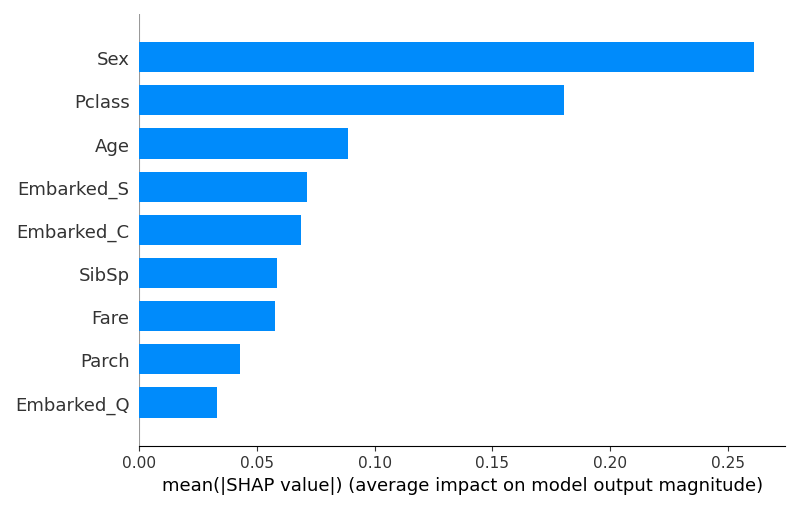 Sex
Pclass
Age
Embarked_S
Embarked_C
SibSp
Fare
Parch
Embarked_Q
0.00 0.05 0.10 0.15 0.20 0.25
mean(|SHAP value|) (average impact on model output magnitude)